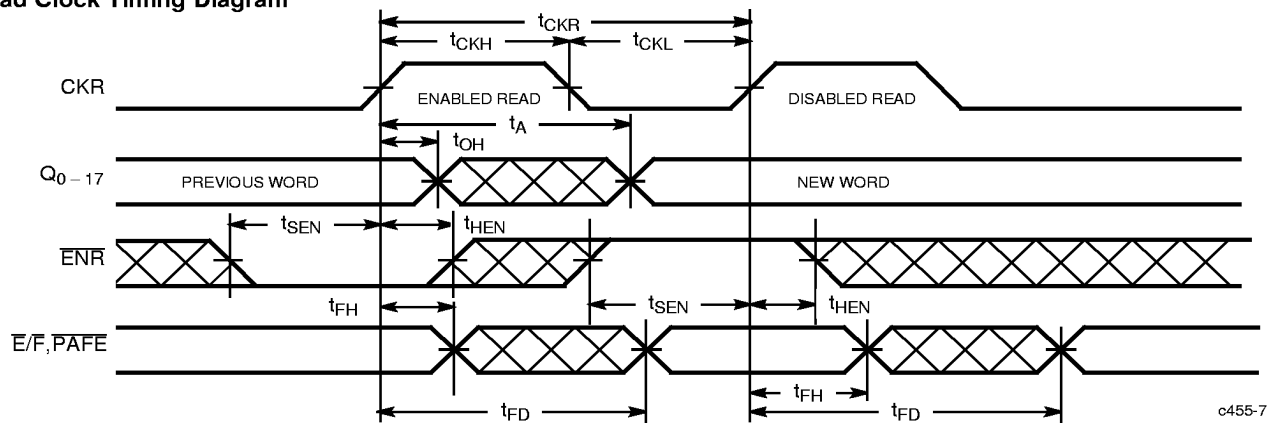 ad Clock Timing Diagram
tCKR
tCKH
tCKL
CKR
ENABLED READ
DISABLED READ
tA
tOH
Q0 – 17
PREVIOUS WORD
NEW WORD
tSEN
tHEN
ENR
tFH
tSEN
tHEN
E/F,PAFE
tFH
tFD
tFD
c455-7